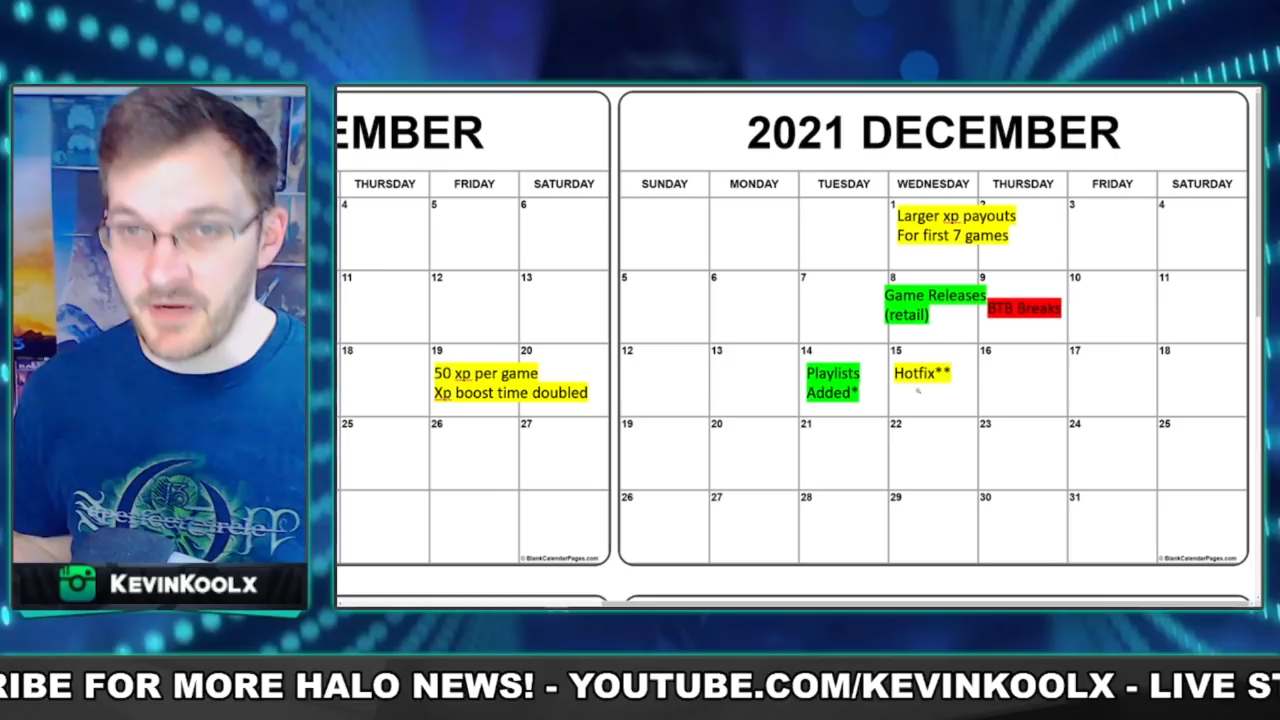 EMBER
THURSDAY FRIDAY SATURDAY
4 5 6
11 12 13
18 19 20
50 xp per game
Xp boost time doubled
25 26 27
© BlankCalendarPages.com
2021 DECEMBER
SUNDAY MONDAY TUESDAY WEDNESDAY THURSDAY FRIDAY SATURDAY
1 2 3 4
Larger xp payouts
For first 7 games
5 6 7 8 9 10 11
Game Releases
(retail)
BTB Breaks
12 13 14 15 16 17 18
Playlists
Added*
Hotfix**
19 20 21 22 23 24 25
26 27 28 29 30 31
© BlankCalendarPages.com
KEVINKOOLX
RIBE FOR MORE HALO NEWS! - YOUTUBE.COM/KEVINKOOLX - LIVE ST